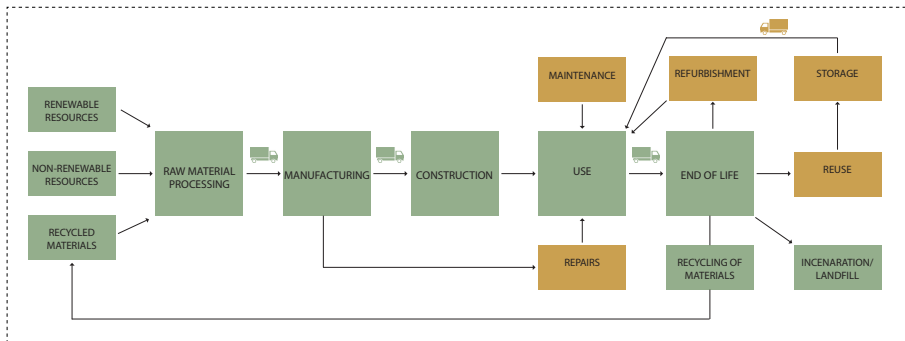 MAINTENANCE
REFURBISHMENT
STORAGE
RENEWABLE
RESOURCES
NON-RENEWABLE
RESOURCES
RECYCLED
MATERIALS
RAW MATERIAL
PROCESSING
MANUFACTURING
CONSTRUCTION
USE
END OF LIFE
REUSE
REPAIRS
RECYCLING OF
MATERIALS
INCENARATION/
LANDFILL